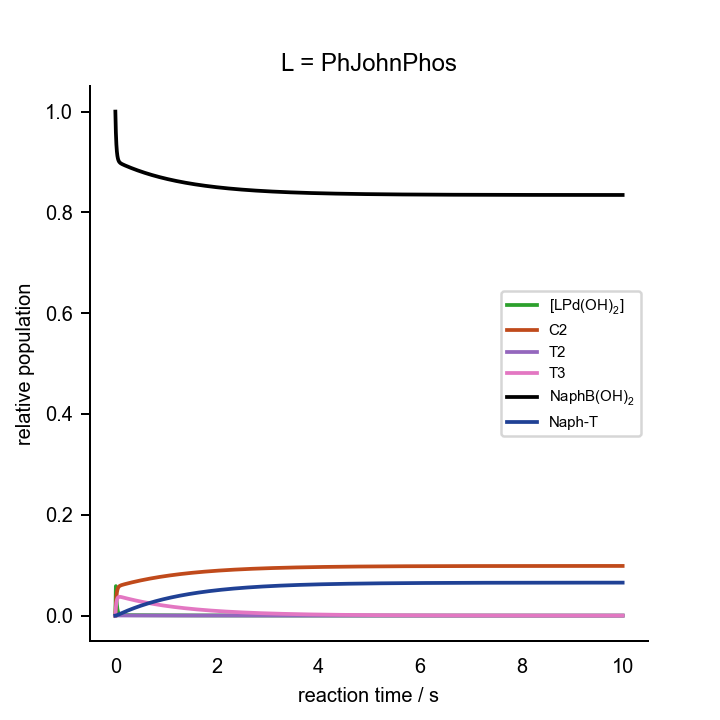 L = PhJohnPhos
relative population
1.0
0.8
0.6
0.4
0.2
0.0
[LPd(OH)₂]
C2
T2
T3
NaphB(OH)₂
Naph-T
0 2 4 6 8 10
reaction time / s